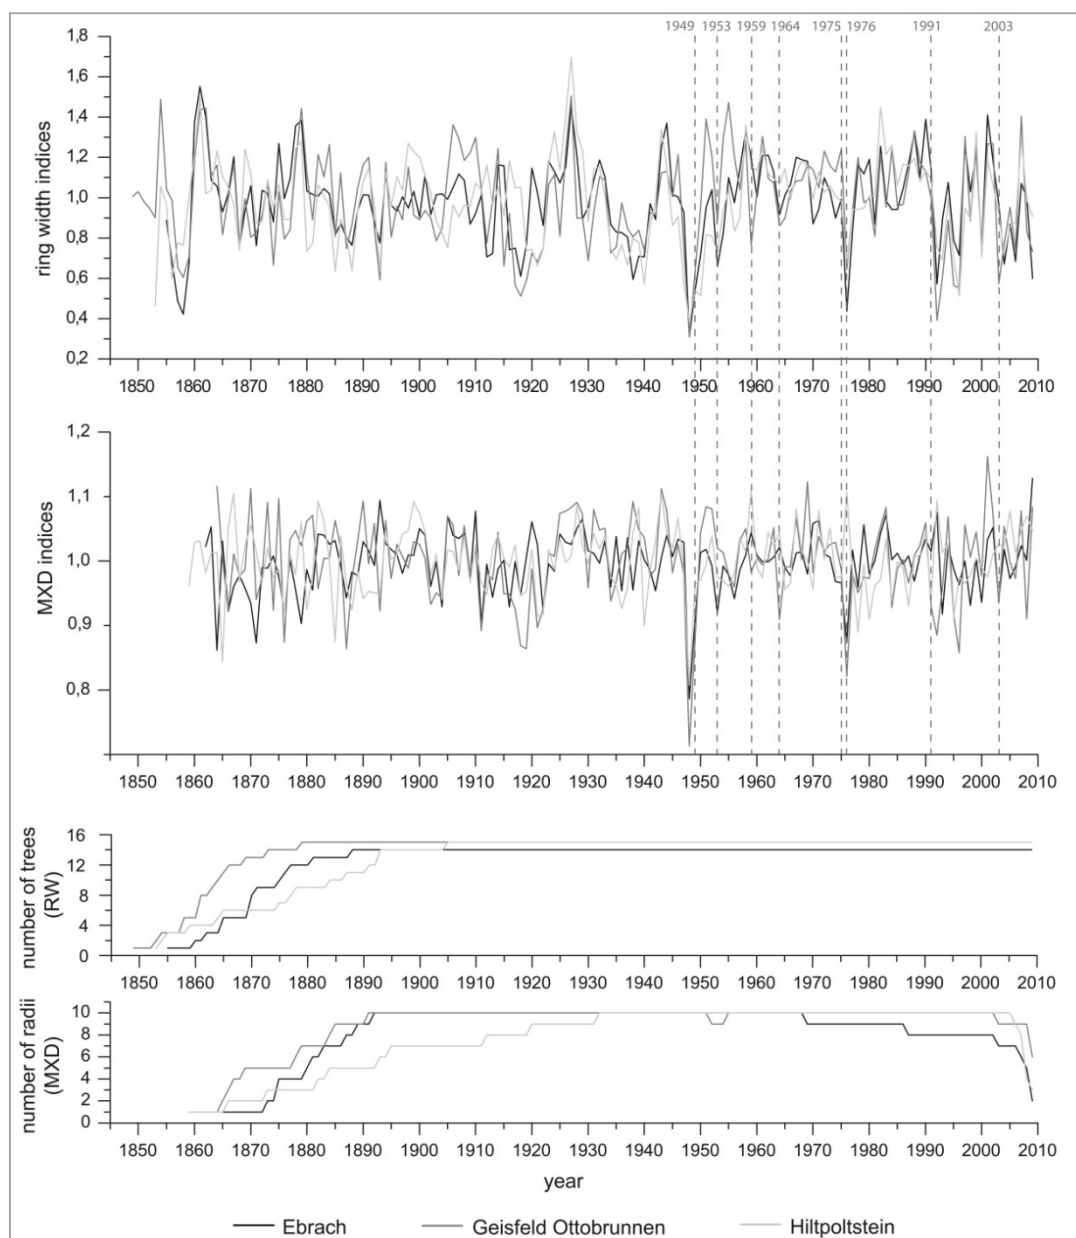 1949 1953 1959 1964 1975 1976 1991 2003
1,8
1,6
1,4
1,2
1,0
0,8
0,6
0,4
0,2
ring width indices
1850 1860 1870 1880 1890 1900 1910 1920 1930 1940 1950 1960 1970 1980 1990 2000 2010
1,2
1,1
1,0
0,9
0,8
MXD indices
1850 1860 1870 1880 1890 1900 1910 1920 1930 1940 1950 1960 1970 1980 1990 2000 2010
16
12
8
4
0
number of trees
(RW)
1850 1860 1870 1880 1890 1900 1910 1920 1930 1940 1950 1960 1970 1980 1990 2000 2010
10
8
6
4
2
0
number of radii
(MXD)
1850 1860 1870 1880 1890 1900 1910 1920 1930 1940 1950 1960 1970 1980 1990 2000 2010
year
Ebrach Geisfeld Ottobrunnen Hiltpoltstein